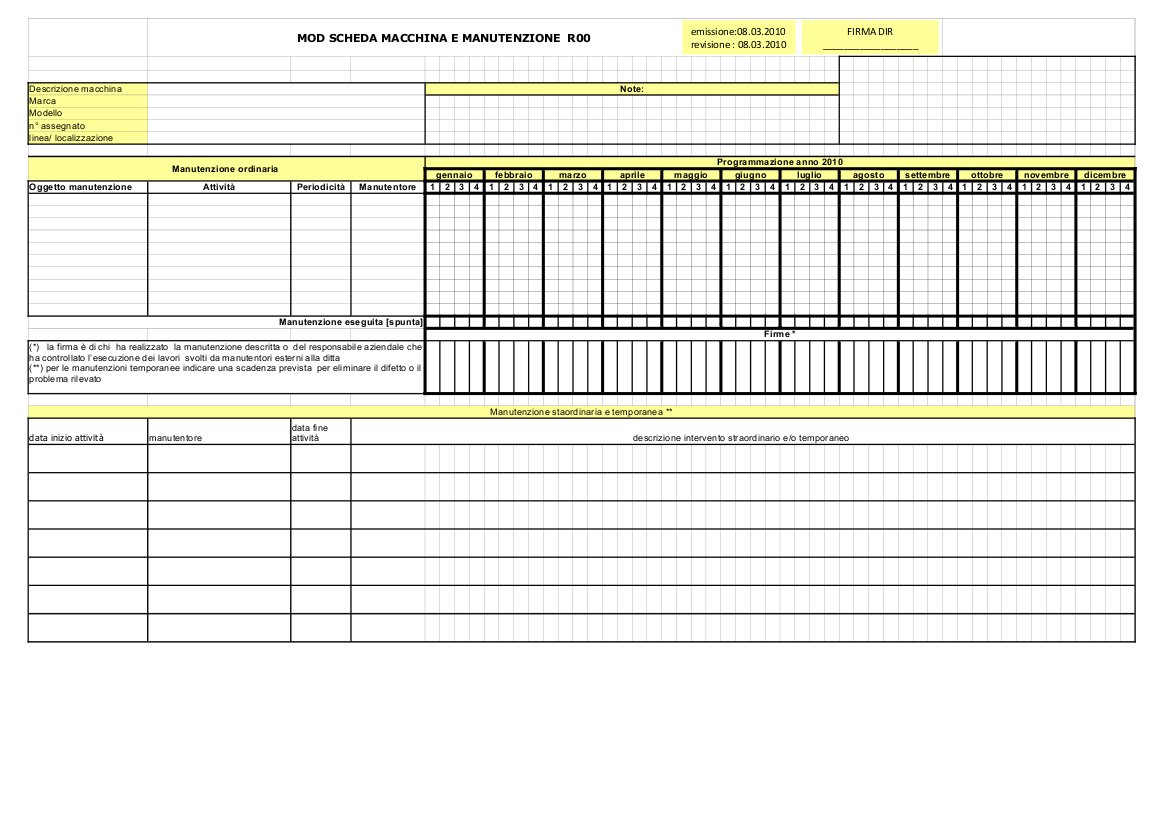 MOD SCHEDA MACCHINA E MANUTENZIONE R00
emissione:08.03.2010
revisione : 08.03.2010
FIRMA DIR
___________________
Descrizione macchina
Note:
Marca
Modello
n° assegnato
linea/ localizzazione
Manutenzione ordinaria
Programmazione anno 2010
gennaio febbraio marzo aprile maggio giugno luglio agosto settembre ottobre novembre dicembre
Oggetto manutenzione Attività Periodicità Manutentore 1 2 3 4 1 2 3 4 1 2 3 4 1 2 3 4 1 2 3 4 1 2 3 4 1 2 3 4 1 2 3 4 1 2 3 4 1 2 3 4 1 2 3 4 1 2 3 4
Manutenzione eseguita [spunta]
Firme *
(*) la firma è di chi ha realizzato la manutenzione descritta o del responsabile aziendale che
ha controllato l'esecuzione dei lavori svolti da manutentori esterni alla ditta
(**) per le manutenzioni temporanee indicare una scadenza prevista per eliminare il difetto o il
problema rilevato
Manutenzione staordinaria e temporanea **
data inizio attività manutentore data fine
attività
descrizione intervento straordinario e/o temporaneo